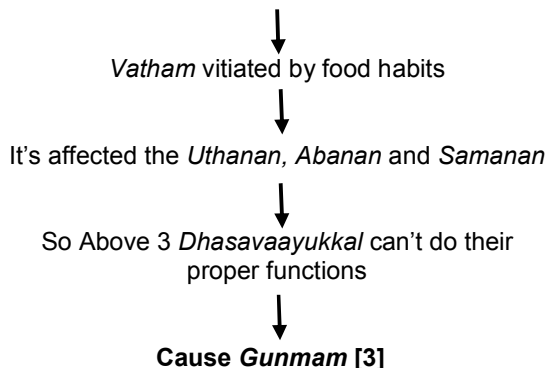 Vatham vitiated by food habits
It's affected the Uthanan, Abanan and Samanan
So Above 3 Dhasavaayukkal can't do their
proper functions
Cause Gunmam [3]